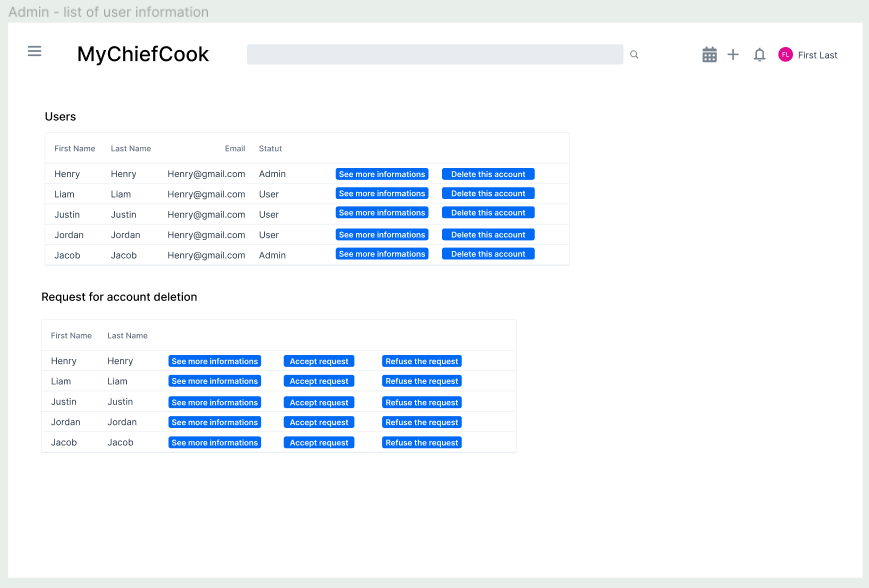 Admin - list of user information
MyChiefCook
FL First Last
Users
First Name Last Name Email Statut
Henry Henry Henry@gmail.com Admin See more informations Delete this account
Liam Liam Henry@gmail.com User See more informations Delete this account
Justin Justin Henry@gmail.com User See more informations Delete this account
Jordan Jordan Henry@gmail.com User See more informations Delete this account
Jacob Jacob Henry@gmail.com Admin See more informations Delete this account
Request for account deletion
First Name Last Name
Henry Henry See more informations Accept request Refuse the request
Liam Liam See more informations Accept request Refuse the request
Justin Justin See more informations Accept request Refuse the request
Jordan Jordan See more informations Accept request Refuse the request
Jacob Jacob See more informations Accept request Refuse the request